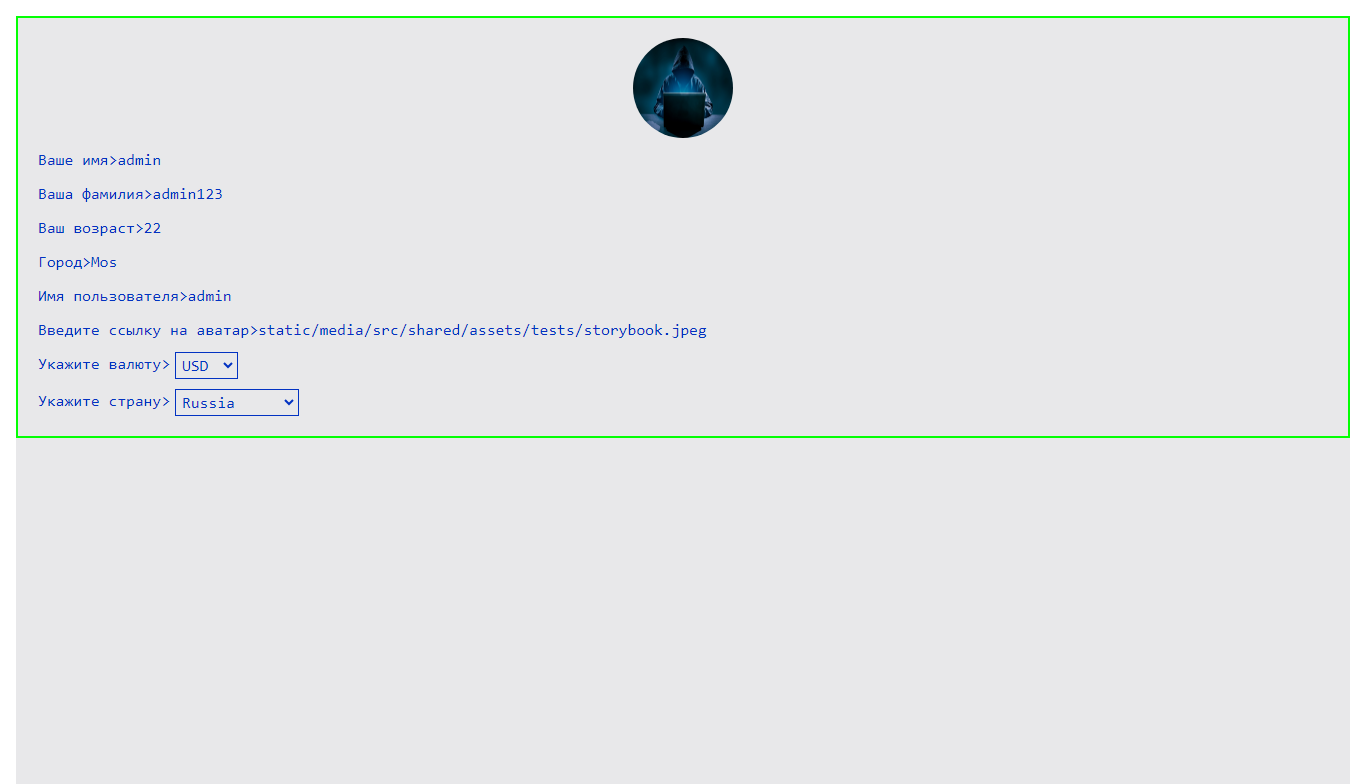 Ваше имя>admin
Ваша фамилия>admin123
Ваш возраст>22
Город>Mos
Имя пользователя>admin
Введите ссылку на аватар>static/media/src/shared/assets/tests/storybook.jpeg
Укажите валюту> USD
Укажите страну> Russia